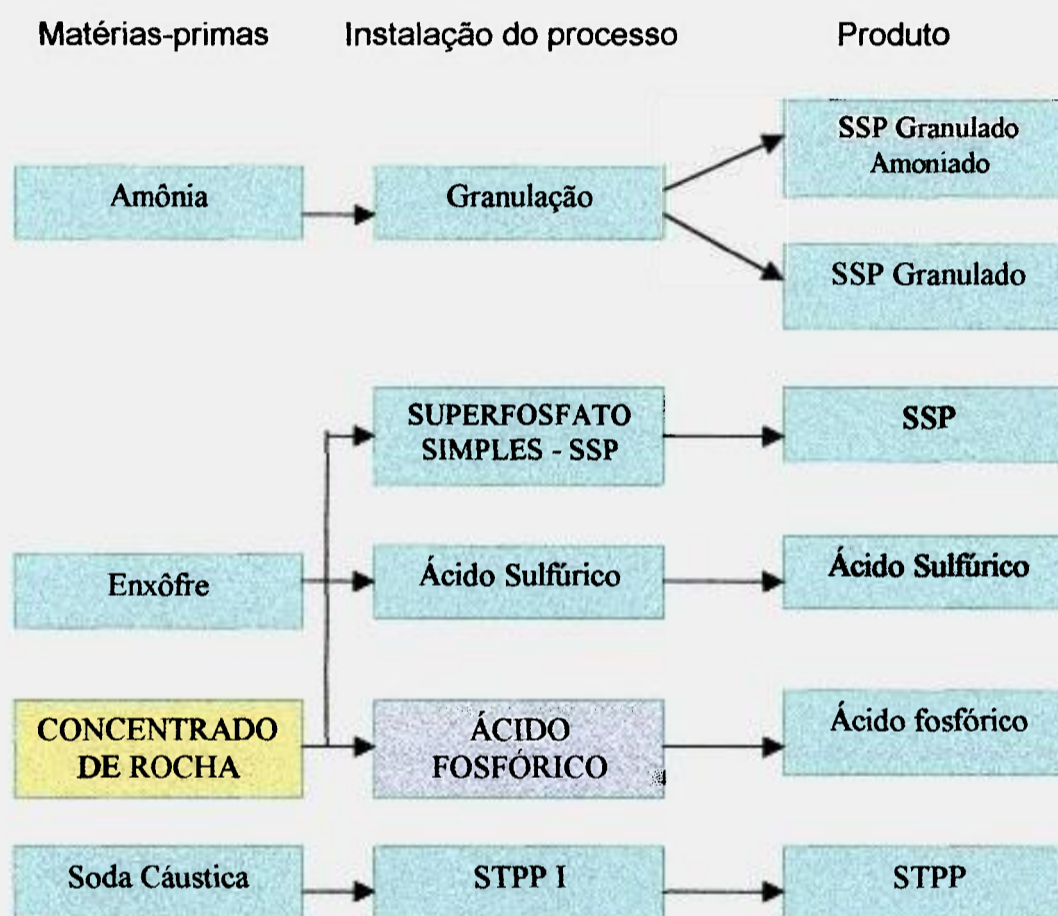 Matérias-primas Instalação do processo Produto
SSP Granulado
Amoniado
Amônia Granulação
SSP Granulado
SUPERFOSFATO
SIMPLES - SSP
SSP
Enxôfre Ácido Sulfúrico Ácido Sulfúrico
CONCENTRADO
DE ROCHA
ÁCIDO
FOSFÓRICO
Ácido fosfórico
Soda Cáustica STPP I STPP